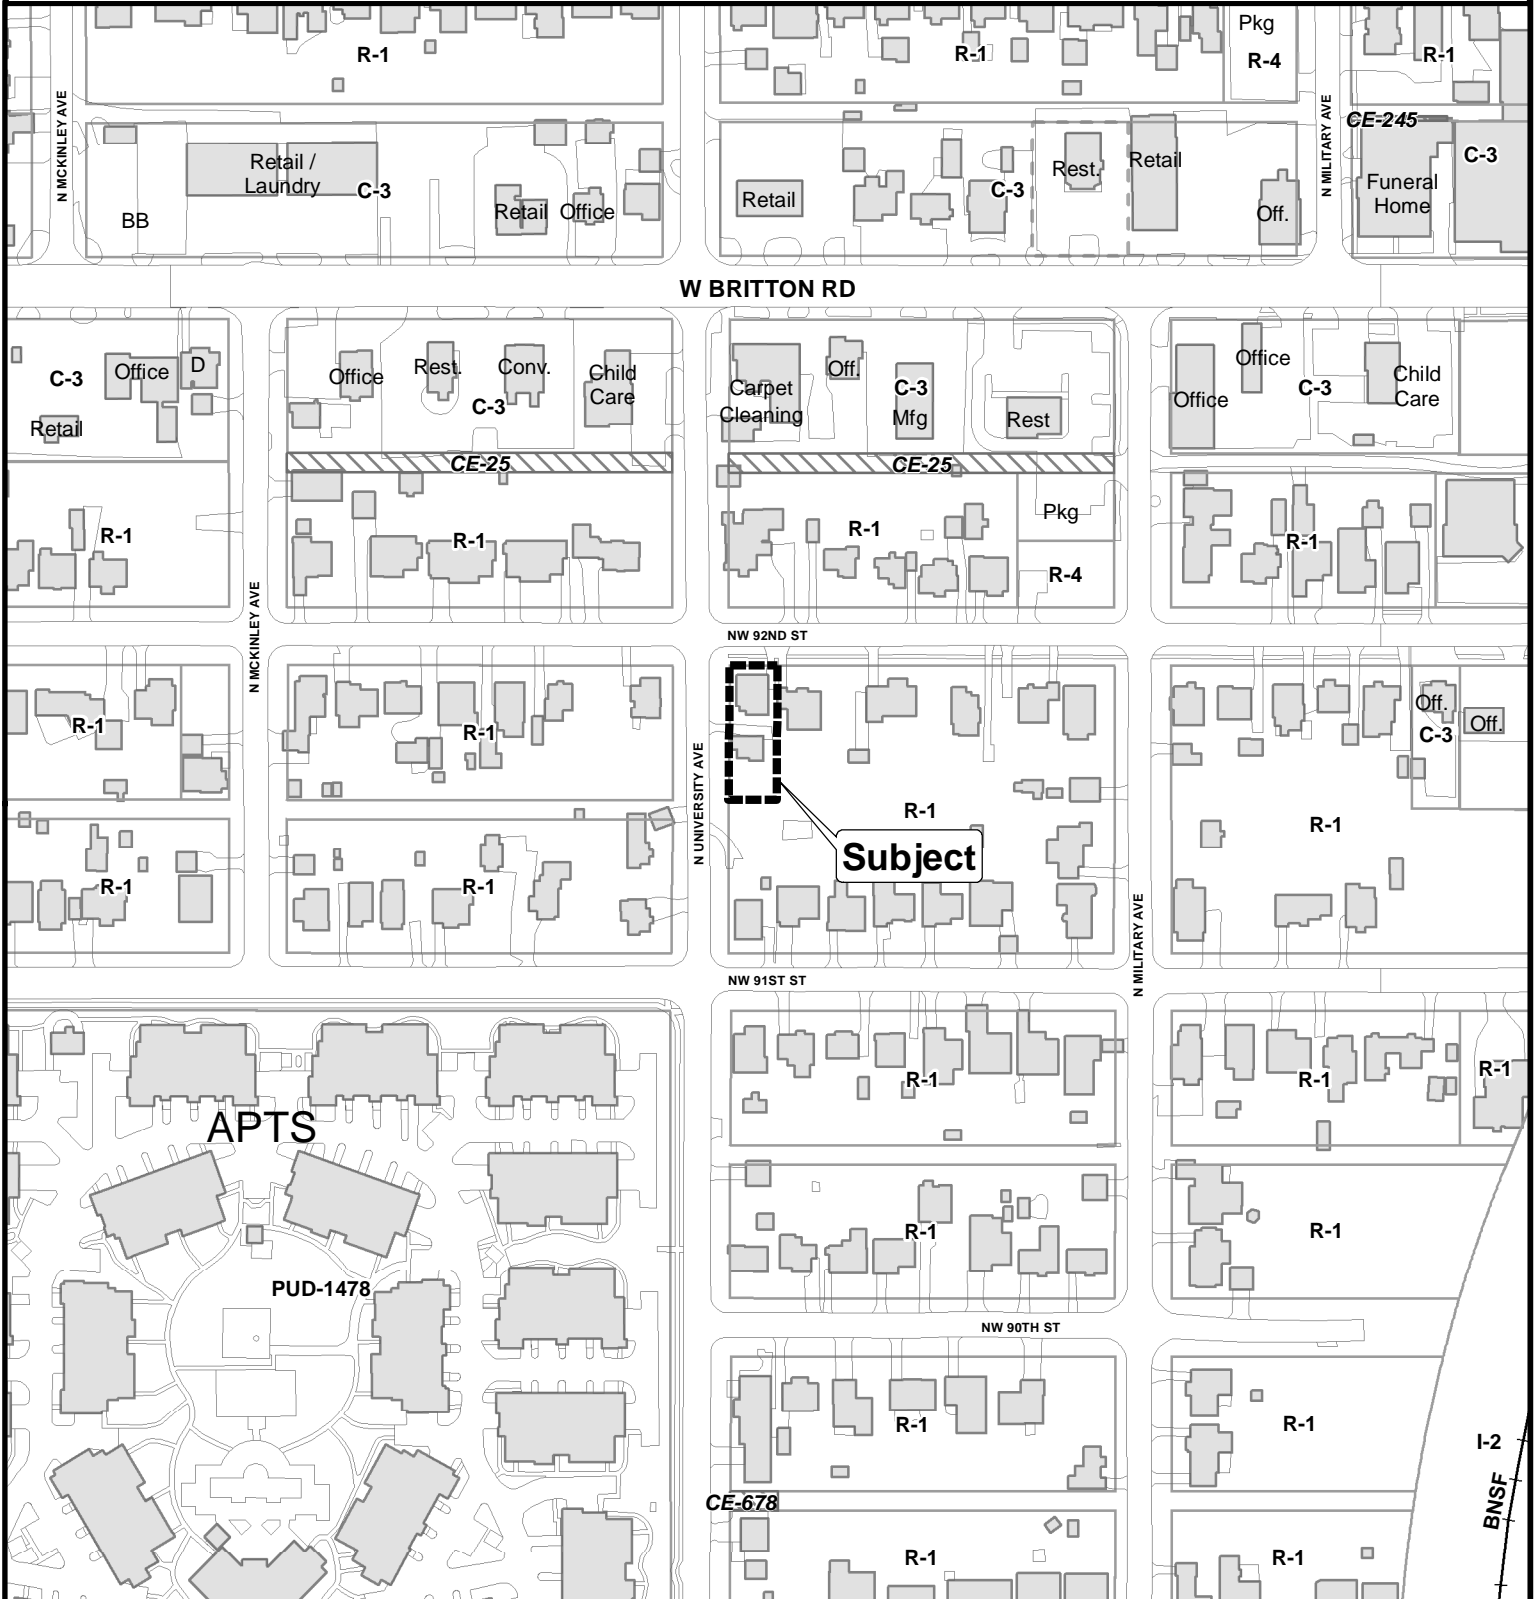 R-1
R-1
Pkg
R-4
R-1
N MCKINLEY AVE
N MILITARY AVE
CE-245
Retail /
Laundry
C-3
BB
Retail
Office
Retail
C-3
Rest.
Retail
Off.
C-3
Funeral
Home
W BRITTON RD
C-3
Office
D
Retail
Office
Rest.
Conv.
Child
Care
C-3
Carpet
Cleaning
Off.
C-3
Mfg
Rest
Office
Office
C-3
Child
Care
CE-25
CE-25
R-1
R-1
R-1
Pkg
R-4
R-1
N MCKINLEY AVE
NW 92ND ST
R-1
R-1
Off.
Off.
C-3
N UNIVERSITY AVE
R-1
R-1
Subject
R-1
R-1
N MILITARY AVE
NW 91ST ST
R-1
R-1
R-1
APTS
R-1
R-1
PUD-1478
NW 90TH ST
R-1
R-1
I-2
BNSF
CE-678
R-1
R-1